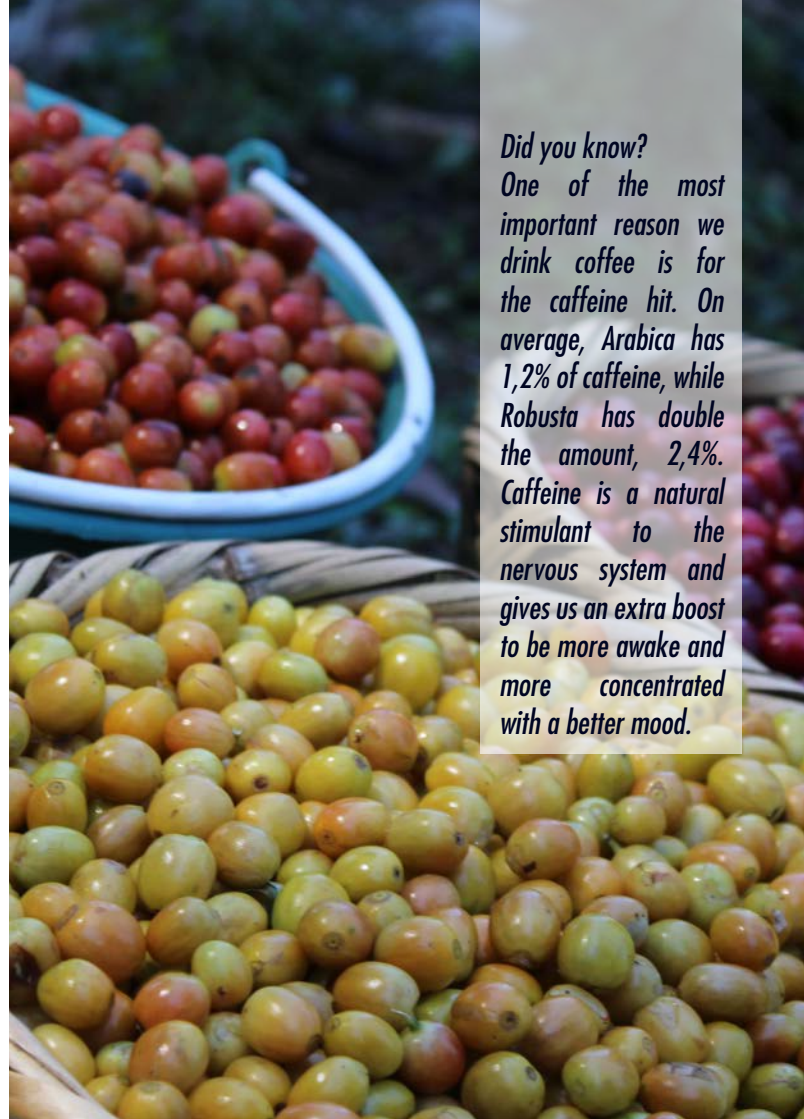 Did you know?
One of the most
important reason we
drink coffee is for
the caffeine hit. On
average, Arabica has
1,2% of caffeine, while
Robusta has double
the amount, 2,4%.
Caffeine is a natural
stimulant to the
nervous system and
gives us an extra boost
to be more awake and
more concentrated
with a better mood.